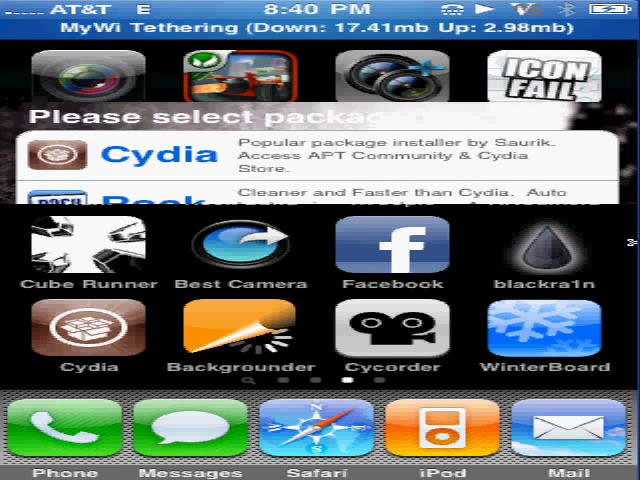 AT&T E 8:40 PM
MyWi Tethering (Down: 17.41mb Up: 2.98mb)
ICON FAIL
Please select packag
Cydia
Popular package installer by Saurik.
Access APT Community & Cydia
Store.
Rock
Cleaner and Faster than Cydia. Auto
Cube Runner Best Camera Facebook blackra1n
Cydia Backgrounder Cycorder WinterBoard
Phone Messages Safari iPod Mail